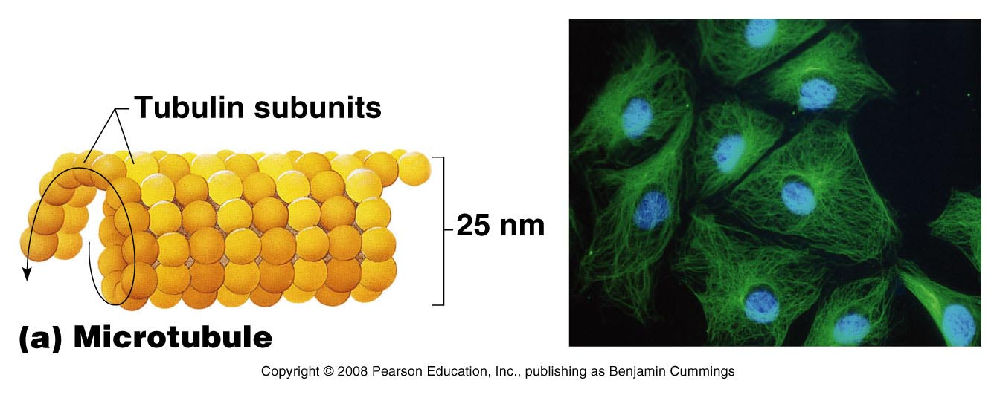 Tubulin subunits
25 nm
(a) Microtubule
Copyright © 2008 Pearson Education, Inc., publishing as Benjamin Cummings